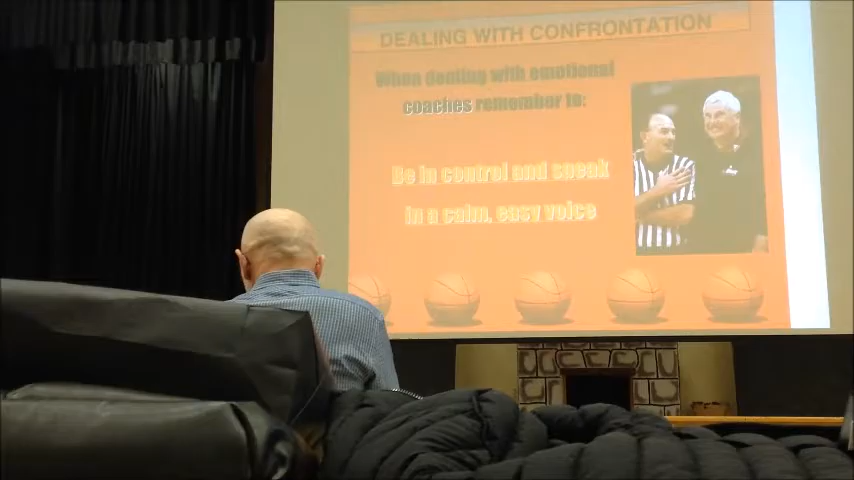 DEALING WITH CONFRONTATION
When dealing with emotional
coaches remember to:
Be in control and speak
in a calm, easy voice